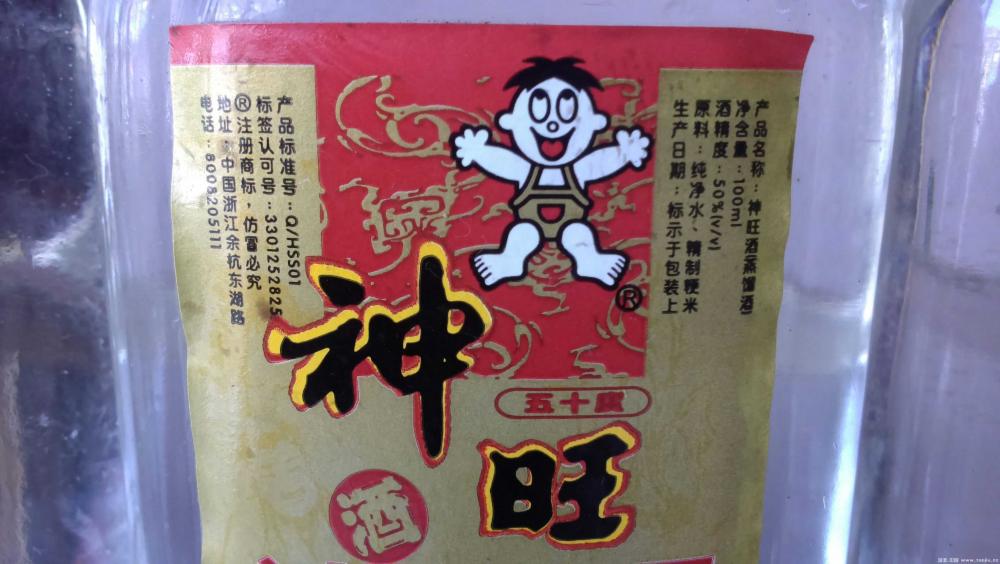 产品名称：神旺酒(蒸馏酒)
净含量：100ml
酒精度：50%(v/v)
原料：纯净水、精制粳米
生产日期：标示于包装上
®
神旺
五十度
酒
产品标准号：Q/HSS01
标签认可号：3301252825
®注册商标，仿冒必究
地址：中国浙江余杭东湖路
电话：8008205111